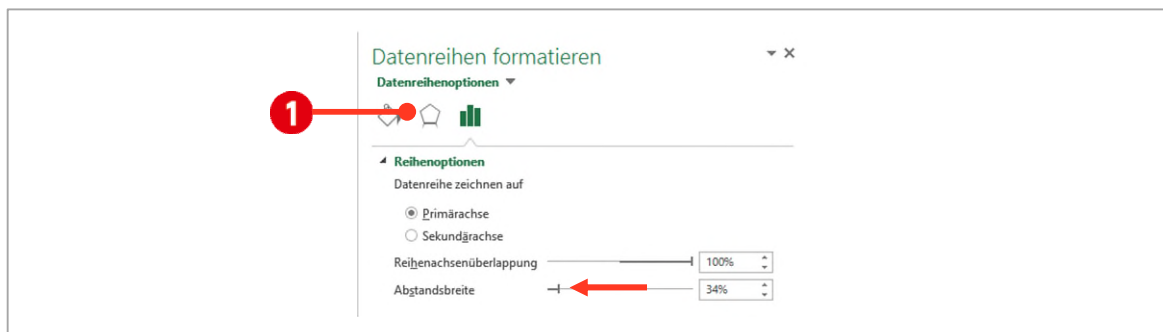 Datenreihen formatieren
Datenreihenoptionen
1
Reihenoptionen
Datenreihe zeichnen auf
Primärachse
Sekundärachse
Reihenachsenüberlappung 100%
Abstandsbreite 34%